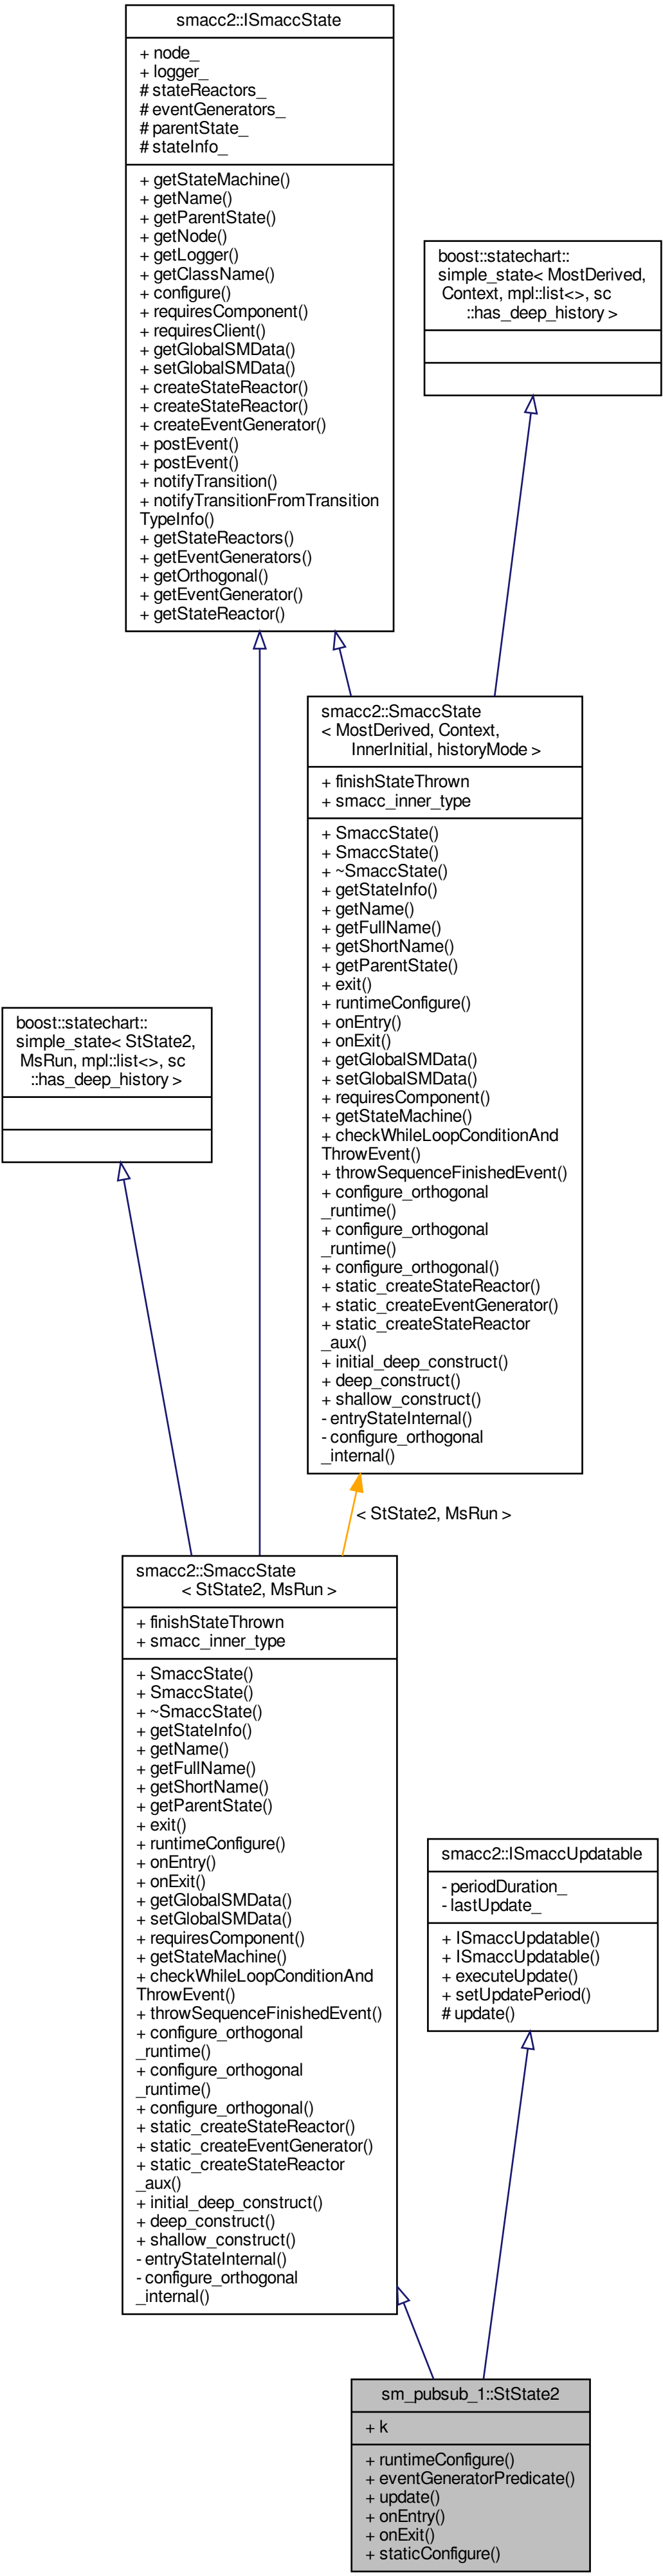 smacc2::ISmaccState
+ node_
+ logger_
# stateReactors_
# eventGenerators_
# parentState_
# stateInfo_
+ getStateMachine()
+ getName()
+ getParentState()
+ getNode()
+ getLogger()
+ getClassName()
+ configure()
+ requiresComponent()
+ requiresClient()
+ getGlobalSMData()
+ setGlobalSMData()
+ createStateReactor()
+ createStateReactor()
+ createEventGenerator()
+ postEvent()
+ postEvent()
+ notifyTransition()
+ notifyTransitionFromTransition
TypeInfo()
+ getStateReactors()
+ getEventGenerators()
+ getOrthogonal()
+ getEventGenerator()
+ getStateReactor()
boost::statechart::
simple_state< MostDerived,
Context, mpl::list<>, sc
::has_deep_history >
smacc2::SmaccState
< MostDerived, Context,
InnerInitial, historyMode >
+ finishStateThrown
+ smacc_inner_type
+ SmaccState()
+ SmaccState()
+ ~SmaccState()
+ getStateInfo()
+ getName()
+ getFullName()
+ getShortName()
+ getParentState()
+ exit()
+ runtimeConfigure()
+ onEntry()
+ onExit()
+ getGlobalSMData()
+ setGlobalSMData()
+ requiresComponent()
+ getStateMachine()
+ checkWhileLoopConditionAnd
ThrowEvent()
+ throwSequenceFinishedEvent()
+ configure_orthogonal
_runtime()
+ configure_orthogonal
_runtime()
+ configure_orthogonal()
+ static_createStateReactor()
+ static_createEventGenerator()
+ static_createStateReactor
_aux()
+ initial_deep_construct()
+ deep_construct()
+ shallow_construct()
- entryStateInternal()
- configure_orthogonal
_internal()
boost::statechart::
simple_state< StState2,
MsRun, mpl::list<>, sc
::has_deep_history >
< StState2, MsRun >
smacc2::SmaccState
< StState2, MsRun >
+ finishStateThrown
+ smacc_inner_type
+ SmaccState()
+ SmaccState()
+ ~SmaccState()
+ getStateInfo()
+ getName()
+ getFullName()
+ getShortName()
+ getParentState()
+ exit()
+ runtimeConfigure()
+ onEntry()
+ onExit()
+ getGlobalSMData()
+ setGlobalSMData()
+ requiresComponent()
+ getStateMachine()
+ checkWhileLoopConditionAnd
ThrowEvent()
+ throwSequenceFinishedEvent()
+ configure_orthogonal
_runtime()
+ configure_orthogonal
_runtime()
+ configure_orthogonal()
+ static_createStateReactor()
+ static_createEventGenerator()
+ static_createStateReactor
_aux()
+ initial_deep_construct()
+ deep_construct()
+ shallow_construct()
- entryStateInternal()
- configure_orthogonal
_internal()
smacc2::ISmaccUpdatable
- periodDuration_
- lastUpdate_
+ ISmaccUpdatable()
+ ISmaccUpdatable()
+ executeUpdate()
+ setUpdatePeriod()
# update()
sm_pubsub_1::StState2
+ k
+ runtimeConfigure()
+ eventGeneratorPredicate()
+ update()
+ onEntry()
+ onExit()
+ staticConfigure()